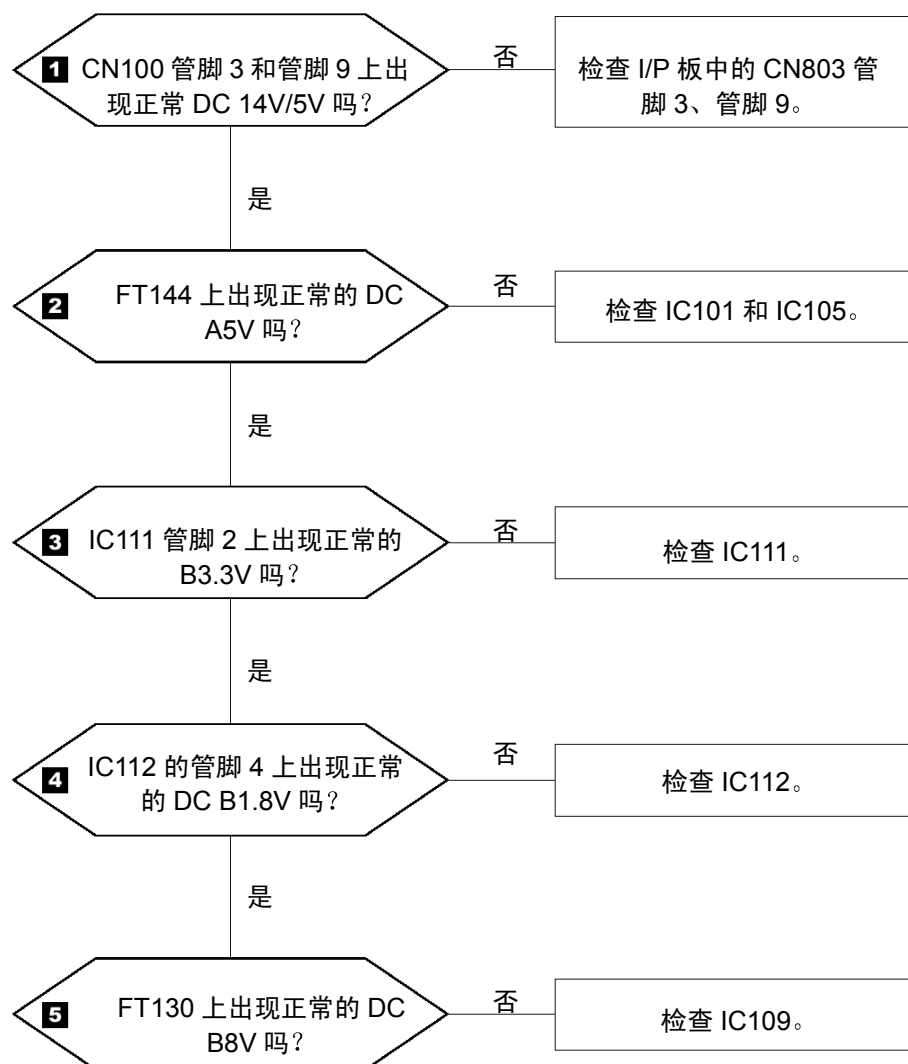 1 CN100 管脚 3 和管脚 9 上出
现正常 DC 14V/5V 吗？
否
检查 I/P 板中的 CN803 管
脚 3、管脚 9。
是
2 FT144 上出现正常的 DC
A5V 吗？
否
检查 IC101 和 IC105。
是
3 IC111 管脚 2 上出现正常的
B3.3V 吗？
否
检查 IC111。
是
4 IC112 的管脚 4 上出现正常
的 DC B1.8V 吗？
否
检查 IC112。
是
5 FT130 上出现正常的 DC
B8V 吗？
否
检查 IC109。